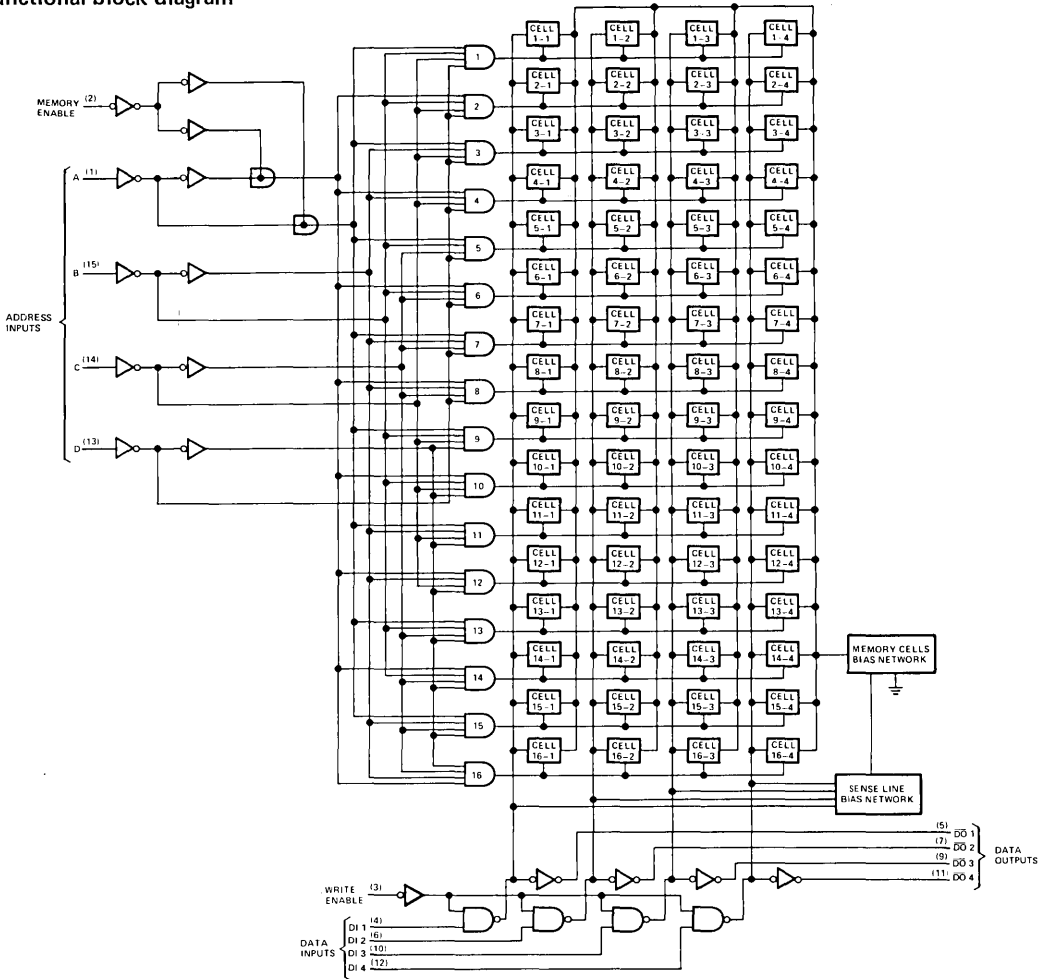 functional block diagram
MEMORY ENABLE (2)
ADDRESS INPUTS
A (1)
B (15)
C (14)
D (13)
1
2
3
4
5
6
7
8
9
10
11
12
13
14
15
16
CELL 1-1
CELL 1-2
CELL 1-3
CELL 1-4
CELL 2-1
CELL 2-2
CELL 2-3
CELL 2-4
CELL 3-1
CELL 3-2
CELL 3-3
CELL 3-4
CELL 4-1
CELL 4-2
CELL 4-3
CELL 4-4
CELL 5-1
CELL 5-2
CELL 5-3
CELL 5-4
CELL 6-1
CELL 6-2
CELL 6-3
CELL 6-4
CELL 7-1
CELL 7-2
CELL 7-3
CELL 7-4
CELL 8-1
CELL 8-2
CELL 8-3
CELL 8-4
CELL 9-1
CELL 9-2
CELL 9-3
CELL 9-4
CELL 10-1
CELL 10-2
CELL 10-3
CELL 10-4
CELL 11-1
CELL 11-2
CELL 11-3
CELL 11-4
CELL 12-1
CELL 12-2
CELL 12-3
CELL 12-4
CELL 13-1
CELL 13-2
CELL 13-3
CELL 13-4
CELL 14-1
CELL 14-2
CELL 14-3
CELL 14-4
CELL 15-1
CELL 15-2
CELL 15-3
CELL 15-4
CELL 16-1
CELL 16-2
CELL 16-3
CELL 16-4
MEMORY CELLS
BIAS NETWORK
SENSE LINE
BIAS NETWORK
(5) D̅O̅ 1
(7) D̅O̅ 2
(9) D̅O̅ 3
(11) D̅O̅ 4
DATA OUTPUTS
WRITE ENABLE (3)
DATA INPUTS
DI 1 (4)
DI 2 (6)
DI 3 (10)
DI 4 (12)